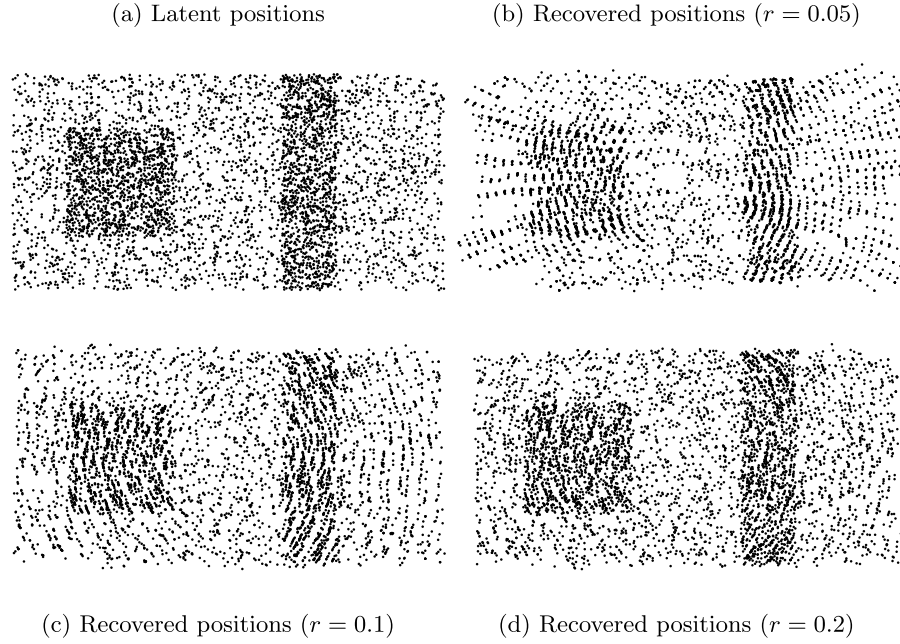 (a) Latent positions
(b) Recovered positions (r = 0.05)
(c) Recovered positions (r = 0.1)
(d) Recovered positions (r = 0.2)